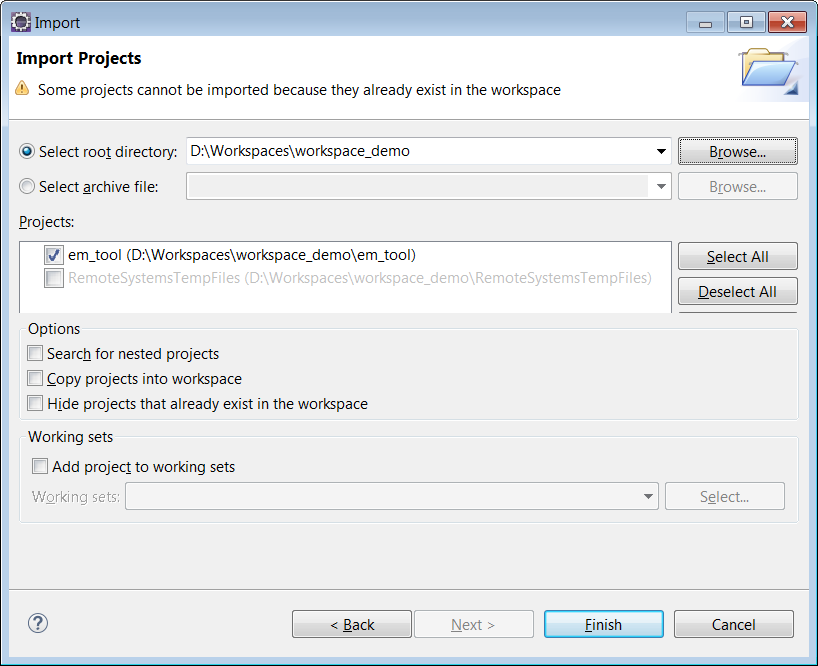 Import
Import Projects
Some projects cannot be imported because they already exist in the workspace
Select root directory: D:\Workspaces\workspace_demo Browse...
Select archive file: Browse...
Projects:
em_tool (D:\Workspaces\workspace_demo\em_tool) Select All
RemoteSystemsTempFiles (D:\Workspaces\workspace_demo\RemoteSystemsTempFiles)
Deselect All
Options
Search for nested projects
Copy projects into workspace
Hide projects that already exist in the workspace
Working sets
Add project to working sets
Working sets: Select...
? < Back Next > Finish Cancel